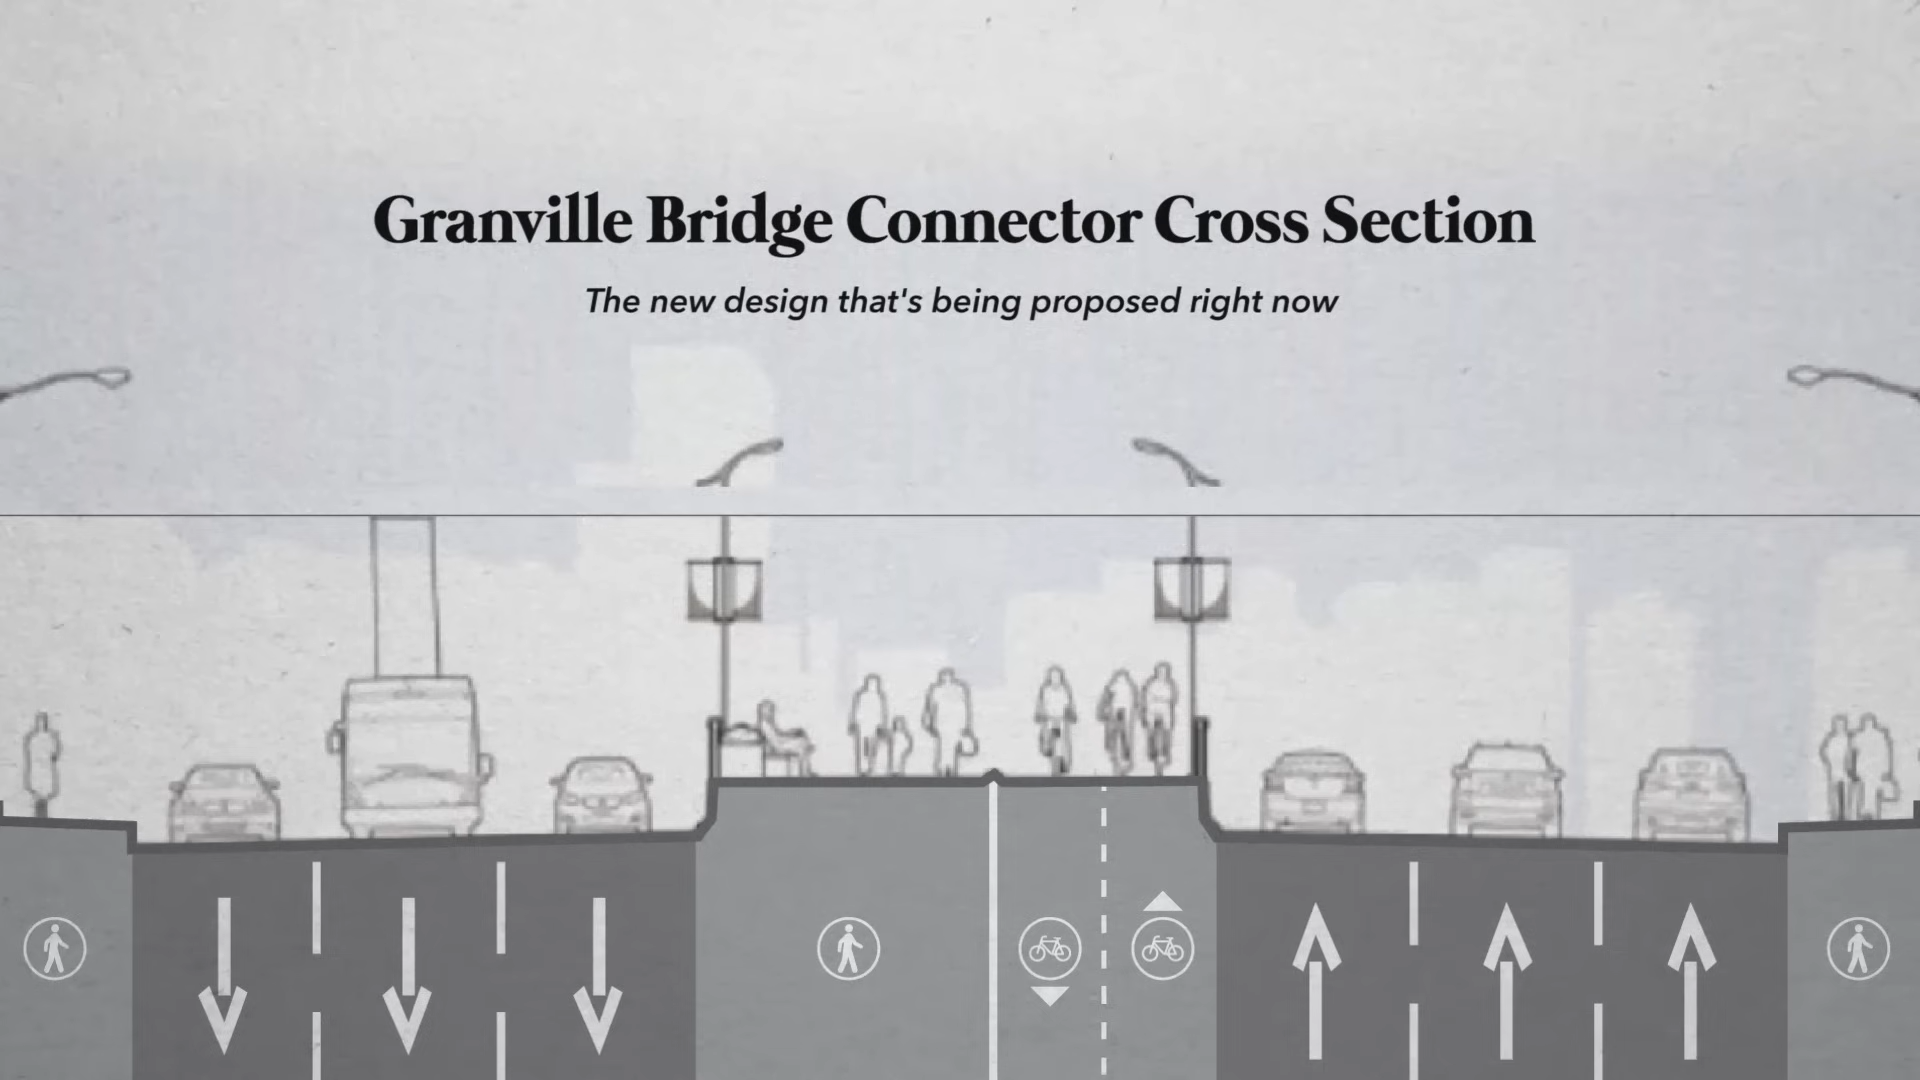 Granville Bridge Connector Cross Section
The new design that's being proposed right now